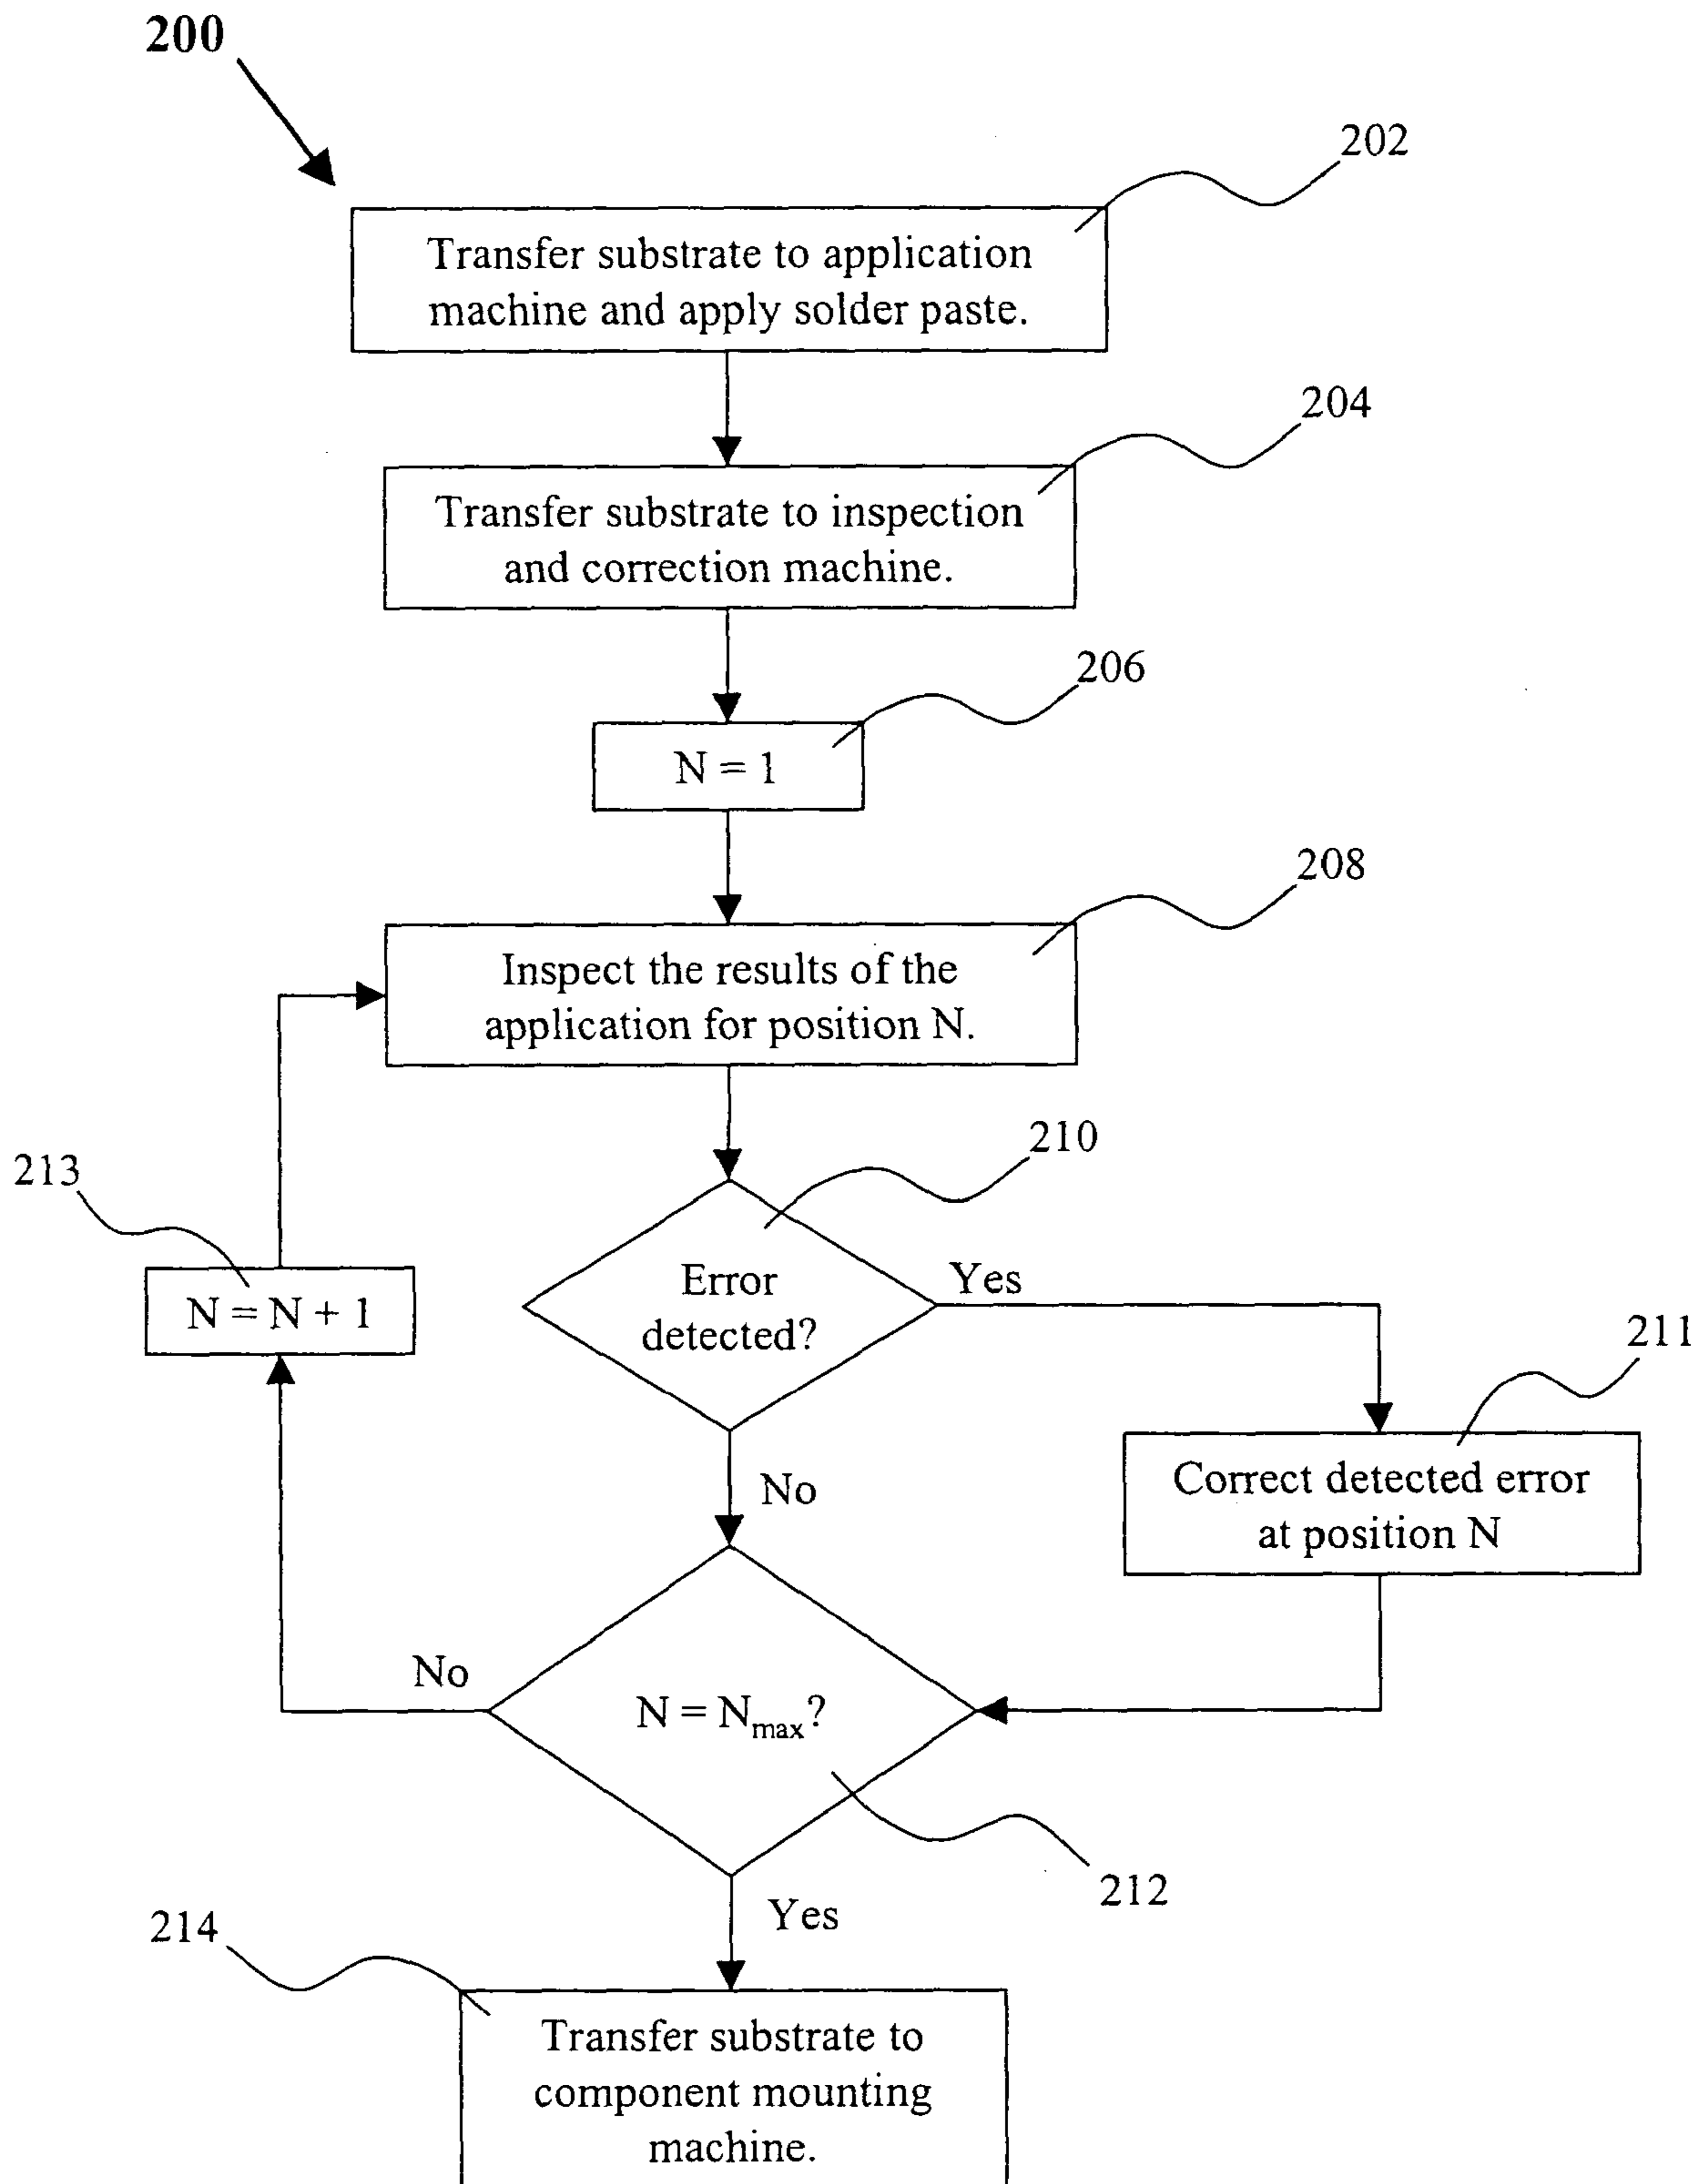 200
202
Transfer substrate to application
machine and apply solder paste.
204
Transfer substrate to inspection
and correction machine.
206
N = 1
208
Inspect the results of the
application for position N.
210
213
Error
detected?
Yes
N = N + 1
211
Correct detected error
at position N
No
No
N = Nmax?
212
Yes
214
Transfer substrate to
component mounting
machine.